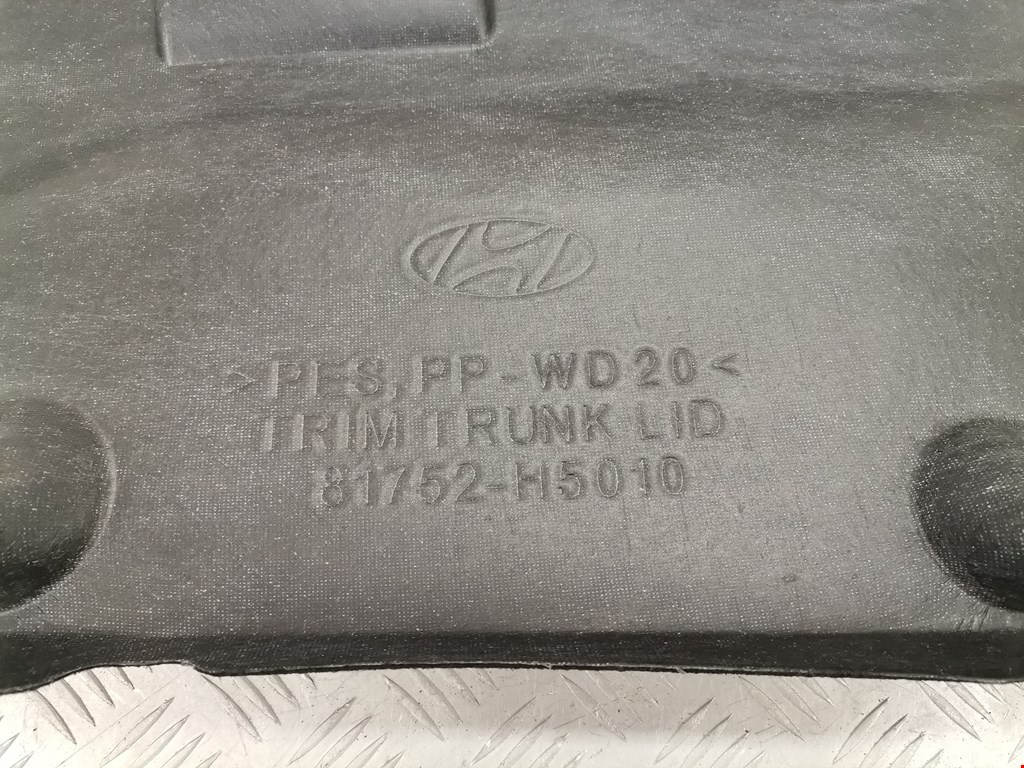 >PES, PP-WD20<
TRIM TRUNK LID
81752-H5010